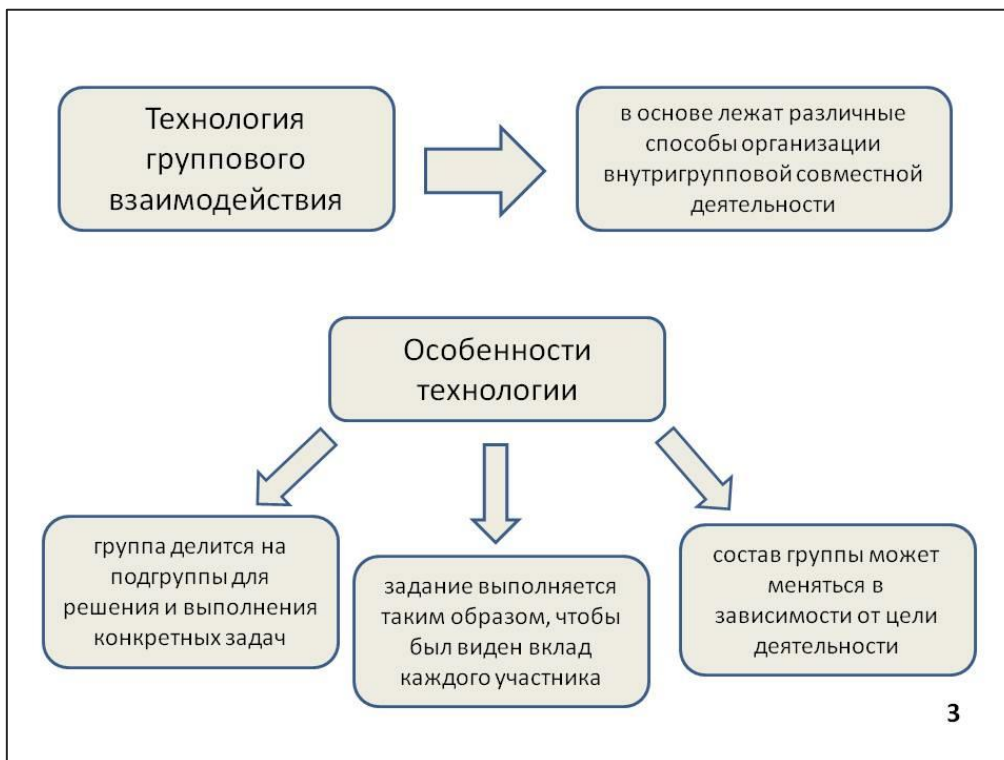 Технология
группового
взаимодействия
в основе лежат различные
способы организации
внутригрупповой совместной
деятельности
Особенности
технологии
группа делится на
подгруппы для
решения и выполнения
конкретных задач
задание выполняется
таким образом, чтобы
был виден вклад
каждого участника
состав группы может
меняться в
зависимости от цели
деятельности
3